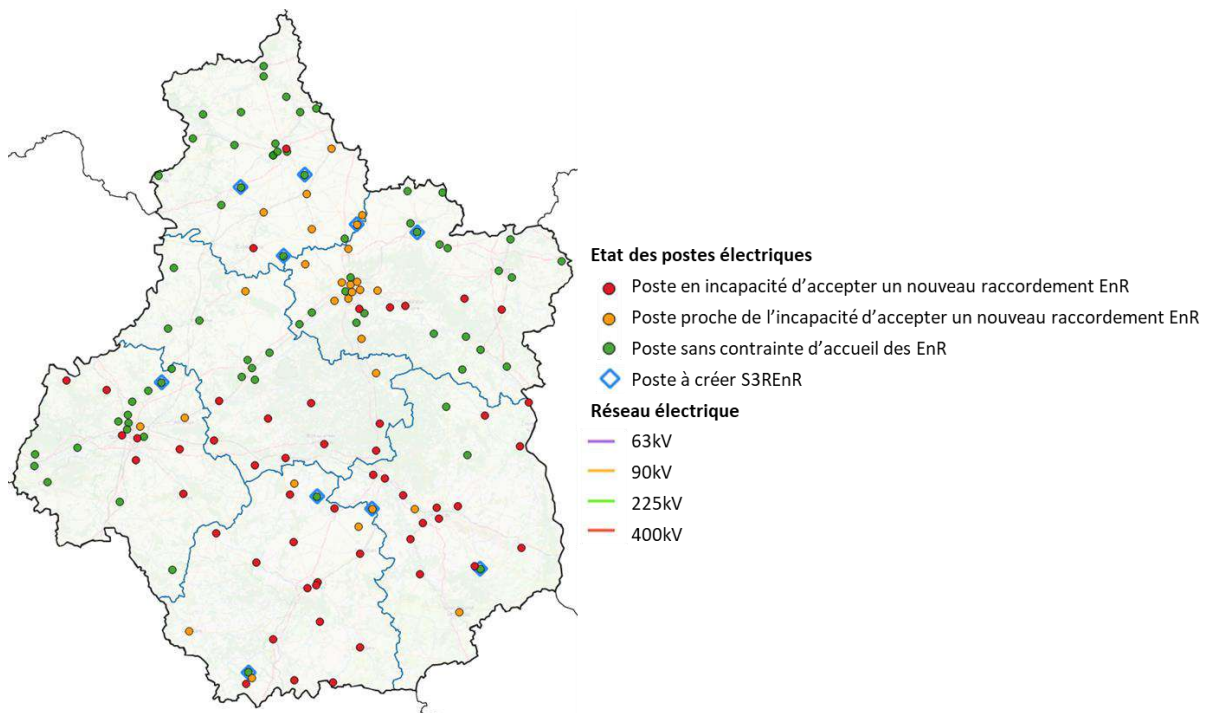 Etat des postes électriques
Poste en incapacité d'accepter un nouveau raccordement EnR
Poste proche de l'incapacité d'accepter un nouveau raccordement EnR
Poste sans contrainte d'accueil des EnR
Poste à créer S3REnR
Réseau électrique
63kV
90kV
225kV
400kV